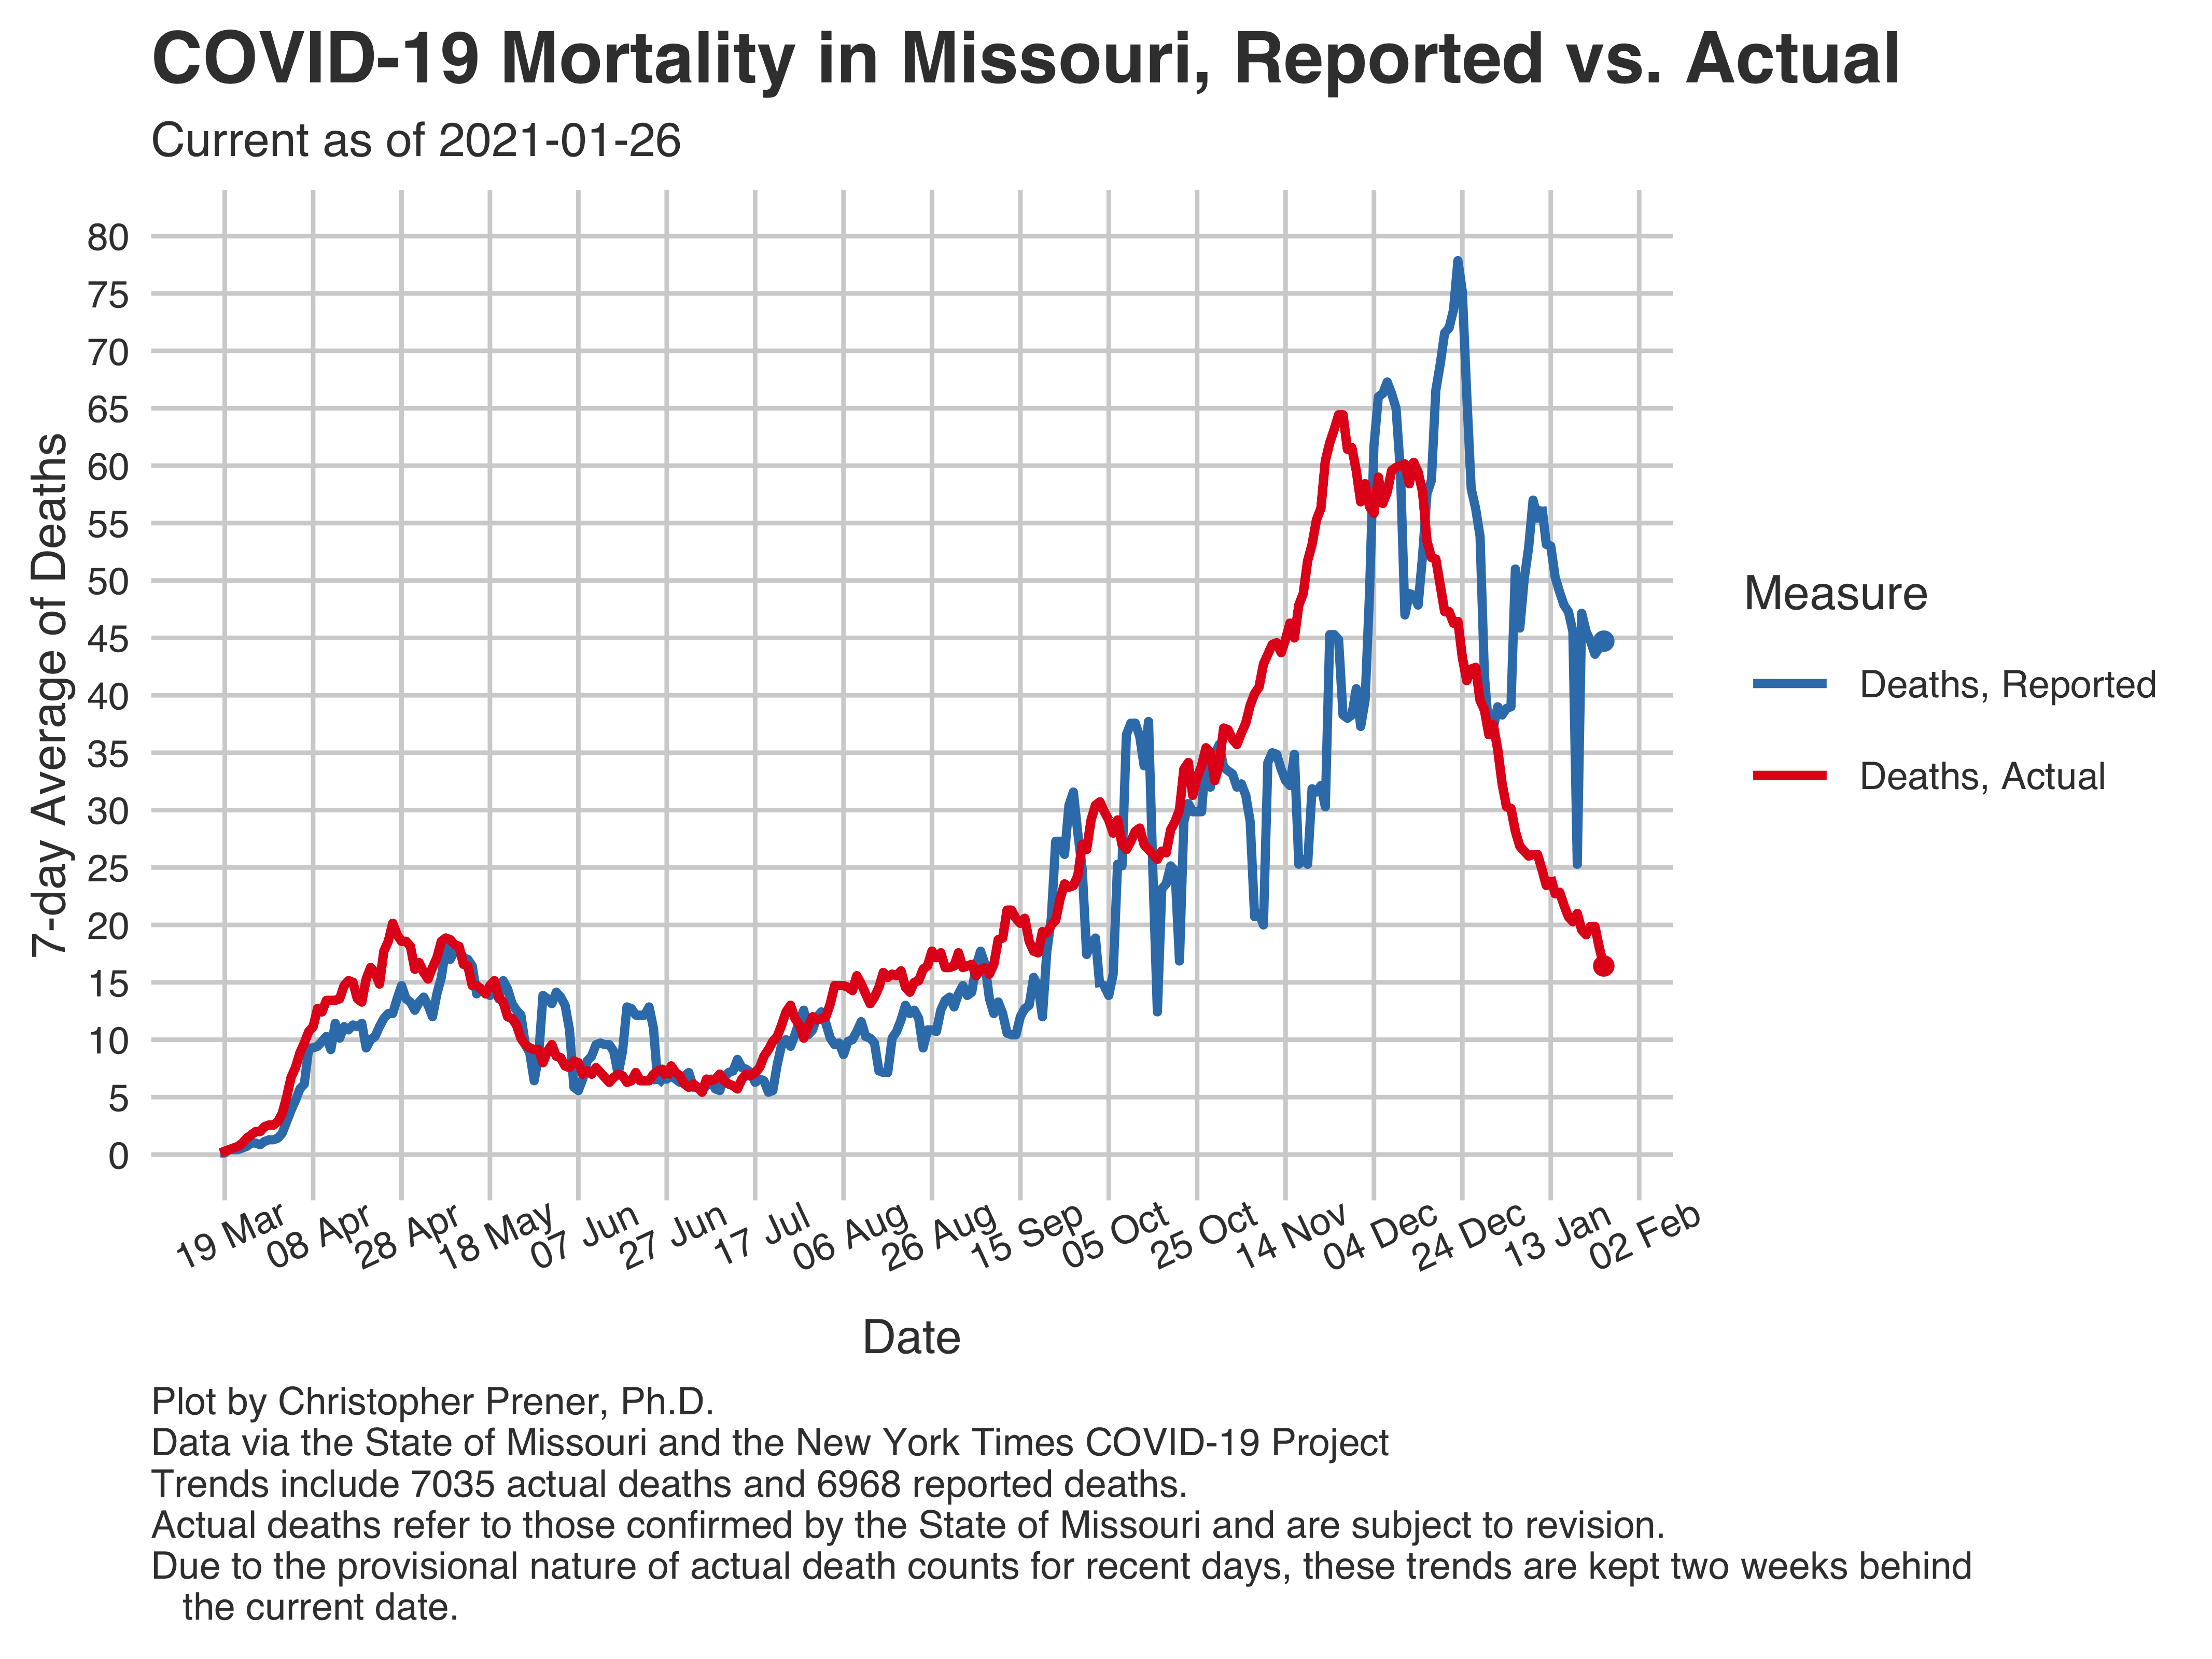 COVID-19 Mortality in Missouri, Reported vs. Actual
Current as of 2021-01-26
80
75
70
65
60
55
50
45
40
35
30
25
20
15
10
5
0
7-day Average of Deaths
19 Mar
08 Apr
28 Apr
18 May
07 Jun
27 Jun
17 Jul
06 Aug
26 Aug
15 Sep
05 Oct
25 Oct
14 Nov
04 Dec
24 Dec
13 Jan
02 Feb
Date
Measure
Deaths, Reported
Deaths, Actual
Plot by Christopher Prener, Ph.D.
Data via the State of Missouri and the New York Times COVID-19 Project
Trends include 7035 actual deaths and 6968 reported deaths.
Actual deaths refer to those confirmed by the State of Missouri and are subject to revision.
Due to the provisional nature of actual death counts for recent days, these trends are kept two weeks behind
the current date.